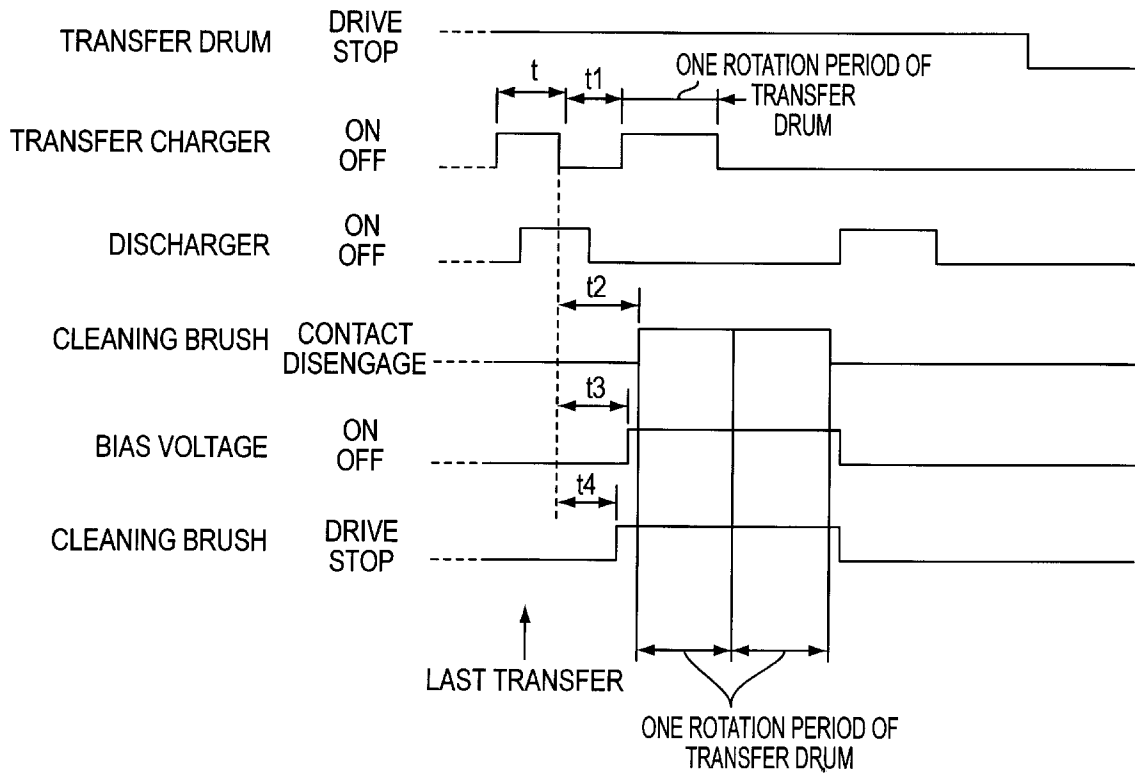 TRANSFER DRUM
DRIVE
STOP
t
t1
ONE ROTATION PERIOD OF
TRANSFER
DRUM
TRANSFER CHARGER
ON
OFF
DISCHARGER
ON
OFF
t2
CLEANING BRUSH
CONTACT
DISENGAGE
t3
BIAS VOLTAGE
ON
OFF
t4
CLEANING BRUSH
DRIVE
STOP
LAST TRANSFER
ONE ROTATION PERIOD OF
TRANSFER DRUM